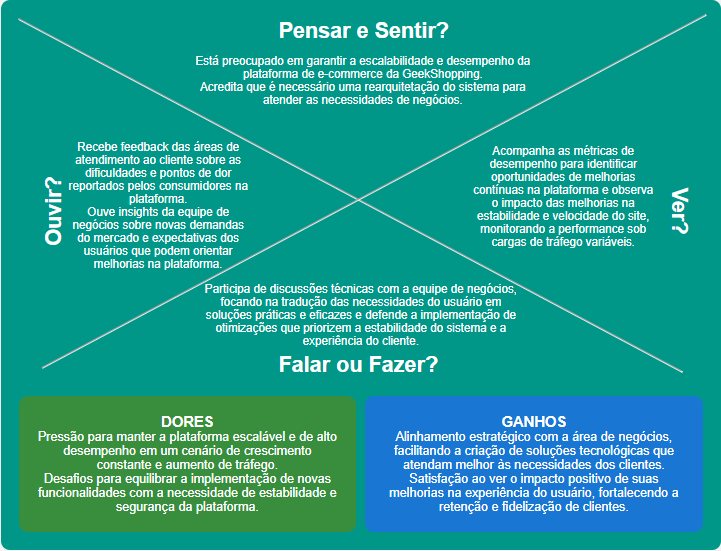 Pensar e Sentir?
Está preocupado em garantir a escalabilidade e desempenho da
plataforma de e-commerce da GeekShopping.
Acredita que é necessário uma rearquitetação do sistema para
atender as necessidades de negócios.
Ouvir?
Recebe feedback das áreas de
atendimento ao cliente sobre as
dificuldades e pontos de dor
reportados pelos consumidores na
plataforma.
Ouve insights da equipe de
negócios sobre novas demandas
do mercado e expectativas dos
usuários que podem orientar
melhorias na plataforma.
Acompanha as métricas de
desempenho para identificar
oportunidades de melhorias
contínuas na plataforma e observa
o impacto das melhorias na
estabilidade e velocidade do site,
monitorando a performance sob
cargas de tráfego variáveis.
Ver?
Participa de discussões técnicas com a equipe de negócios,
focando na tradução das necessidades do usuário em
soluções práticas e eficazes e defende a implementação de
otimizações que priorizem a estabilidade do sistema e a
experiência do cliente.
Falar ou Fazer?
DORES
Pressão para manter a plataforma escalável e de alto
desempenho em um cenário de crescimento
constante e aumento de tráfego.
Desafios para equilibrar a implementação de novas
funcionalidades com a necessidade de estabilidade e
segurança da plataforma.
GANHOS
Alinhamento estratégico com a área de negócios,
facilitando a criação de soluções tecnológicas que
atendam melhor às necessidades dos clientes.
Satisfação ao ver o impacto positivo de suas
melhorias na experiência do usuário, fortalecendo a
retenção e fidelização de clientes.